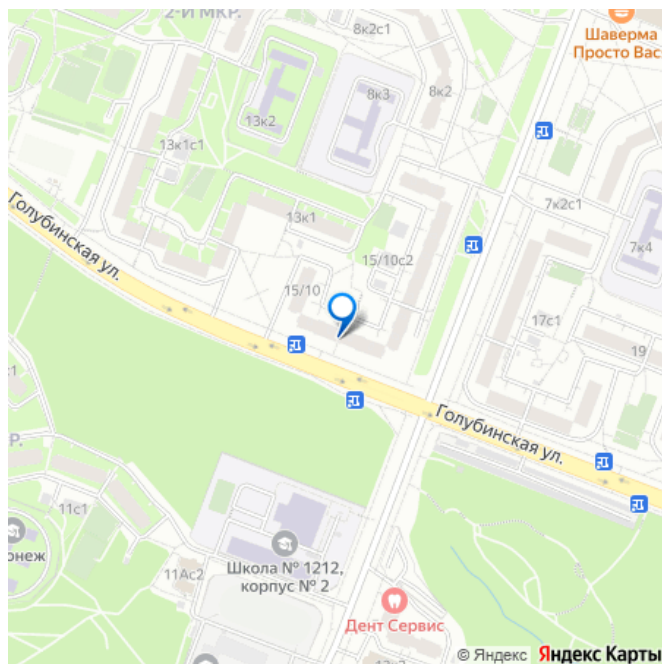 2-Й МКР.
8к2с1
Шаверма
Просто Вас
8к3
8к2
13к2
13к1с1
7к2с1
Голубинская ул.
13к1
7к4
15/10с2
15/10
17с1
19
Голубинская ул.
11с1
Школа № 1212,
корпус № 2
онеж
11Ас2
Дент Сервис
© Яндекс Яндекс Карты